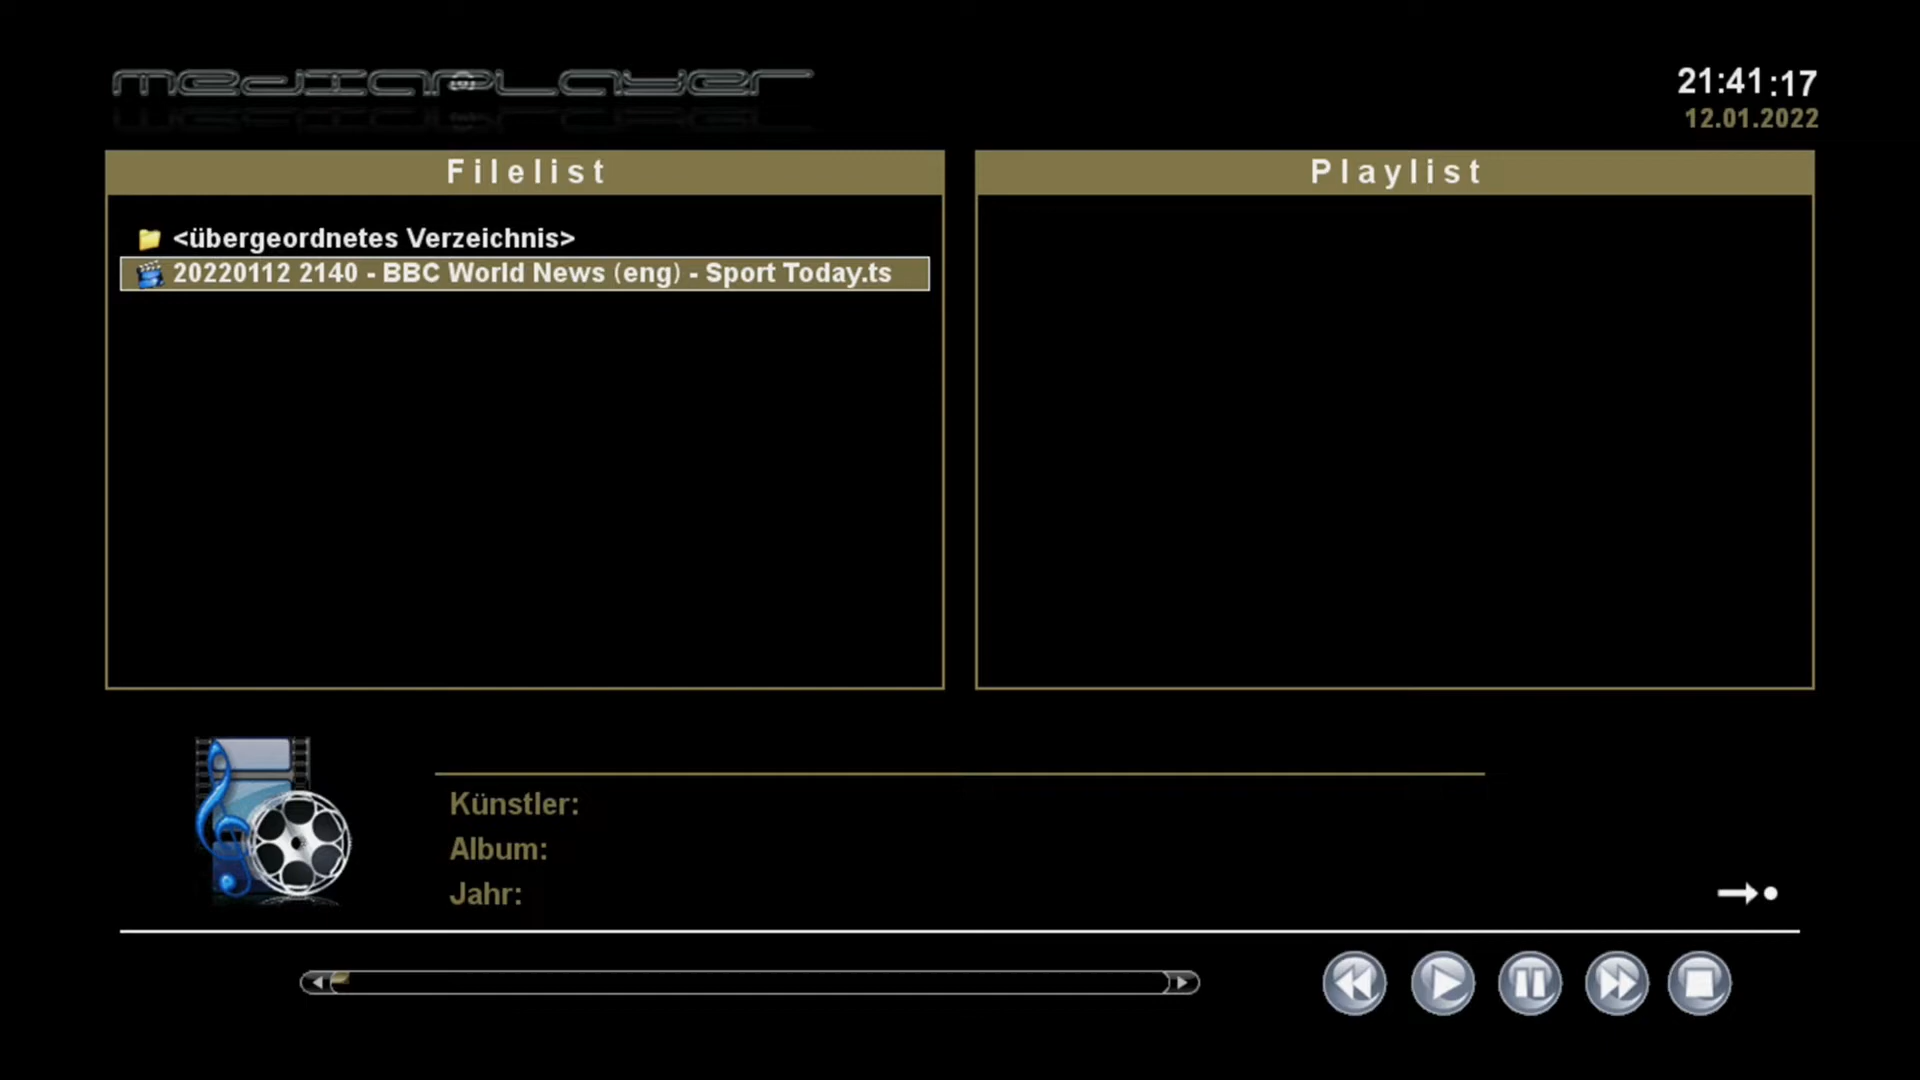 mediaplayer
21:41:17
12.01.2022
Filelist
Playlist
<übergeordnetes Verzeichnis>
20220112 2140 - BBC World News (eng) - Sport Today.ts
Künstler:
Album:
Jahr: